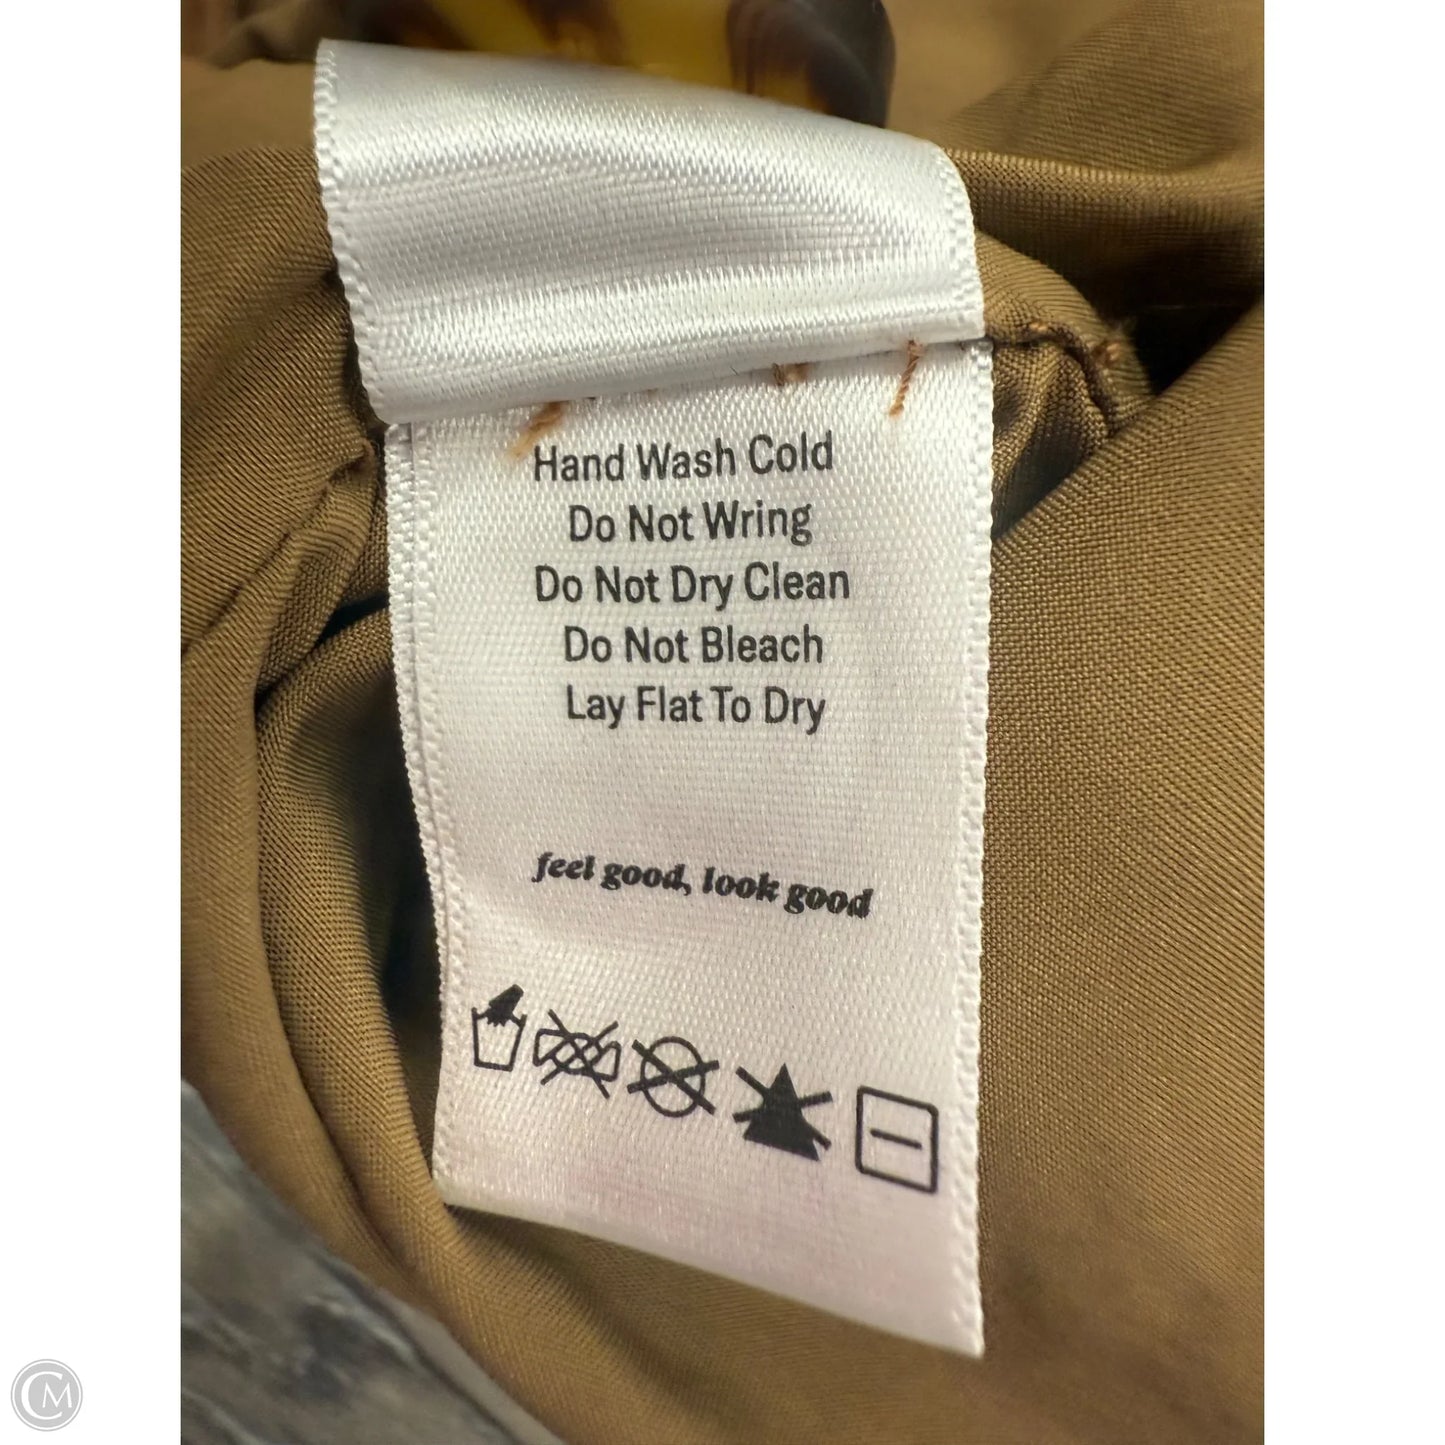 Hand Wash Cold
Do Not Wring
Do Not Dry Clean
Do Not Bleach
Lay Flat To Dry
feel good, look good
CM